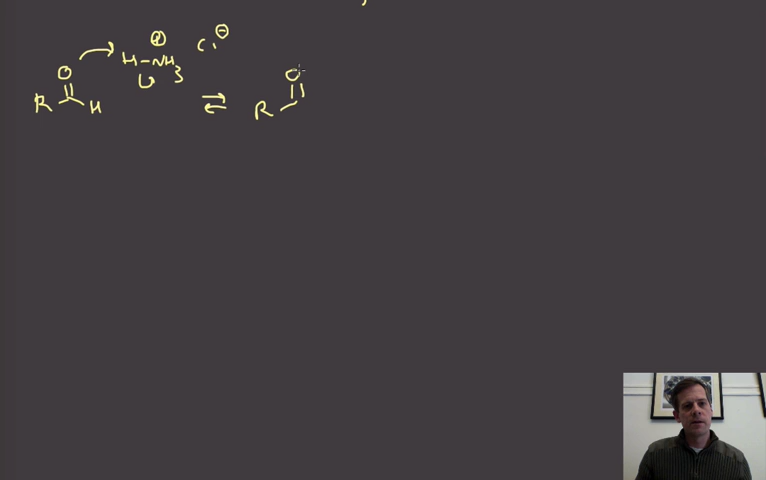 ⊕ Cl ⊖
H–NH3
O O
R H ⇌ R